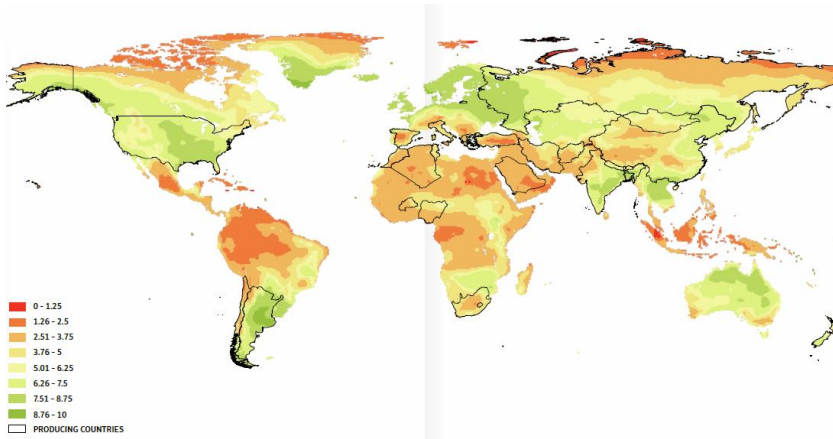 0 - 1.25
1.26 - 2.5
2.51 - 3.75
3.76 - 5
5.01 - 6.25
6.26 - 7.5
7.51 - 8.75
8.76 - 10
PRODUCING COUNTRIES